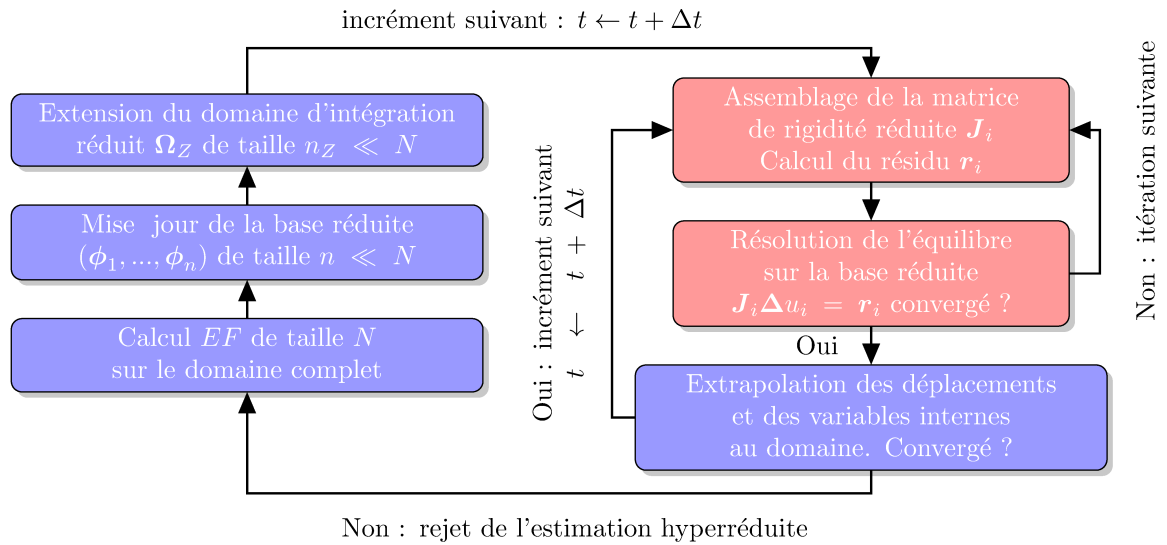 incrément suivant : t ← t + Δt
Extension du domaine d'intégration
réduit Ω_Z de taille n_Z ≪ N
Mise jour de la base réduite
(ϕ_1, ..., ϕ_n) de taille n ≪ N
Calcul EF de taille N
sur le domaine complet
Oui : incrément suivant
t ← t + Δt
Assemblage de la matrice
de rigidité réduite J_i
Calcul du résidu r_i
Résolution de l'équilibre
sur la base réduite
J_i Δu_i = r_i convergé ?
Non : itération suivante
Oui
Extrapolation des déplacements
et des variables internes
au domaine. Convergé ?
Non : rejet de l'estimation hyperréduite